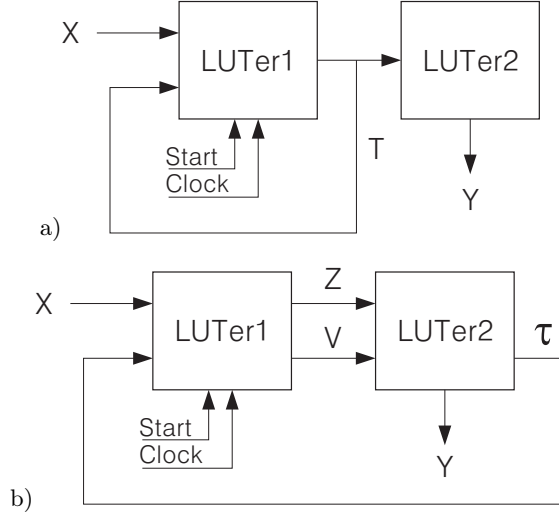 X
LUTer1
LUTer2
Start
Clock
T
Y
a)
X
LUTer1
Z
V
LUTer2
τ
Start
Clock
Y
b)